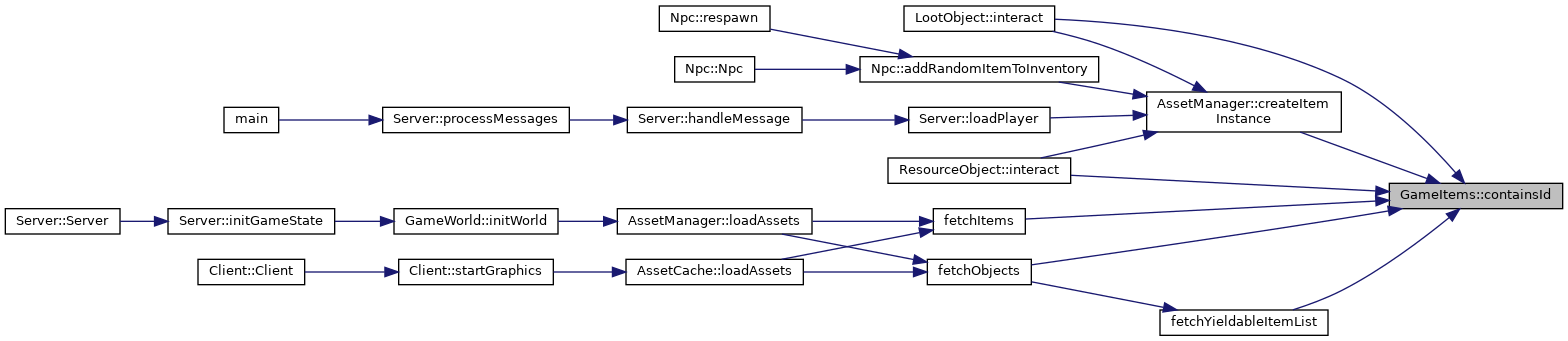 Npc::respawn
LootObject::interact
Npc::Npc
Npc::addRandomItemToInventory
AssetManager::createItem
Instance
main
Server::processMessages
Server::handleMessage
Server::loadPlayer
ResourceObject::interact
GameItems::containsId
Server::Server
Server::initGameState
GameWorld::initWorld
AssetManager::loadAssets
fetchItems
Client::Client
Client::startGraphics
AssetCache::loadAssets
fetchObjects
fetchYieldableItemList